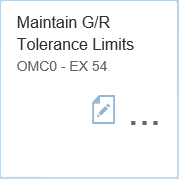 Maintain G/R
Tolerance Limits
OMC0 - EX 54
...